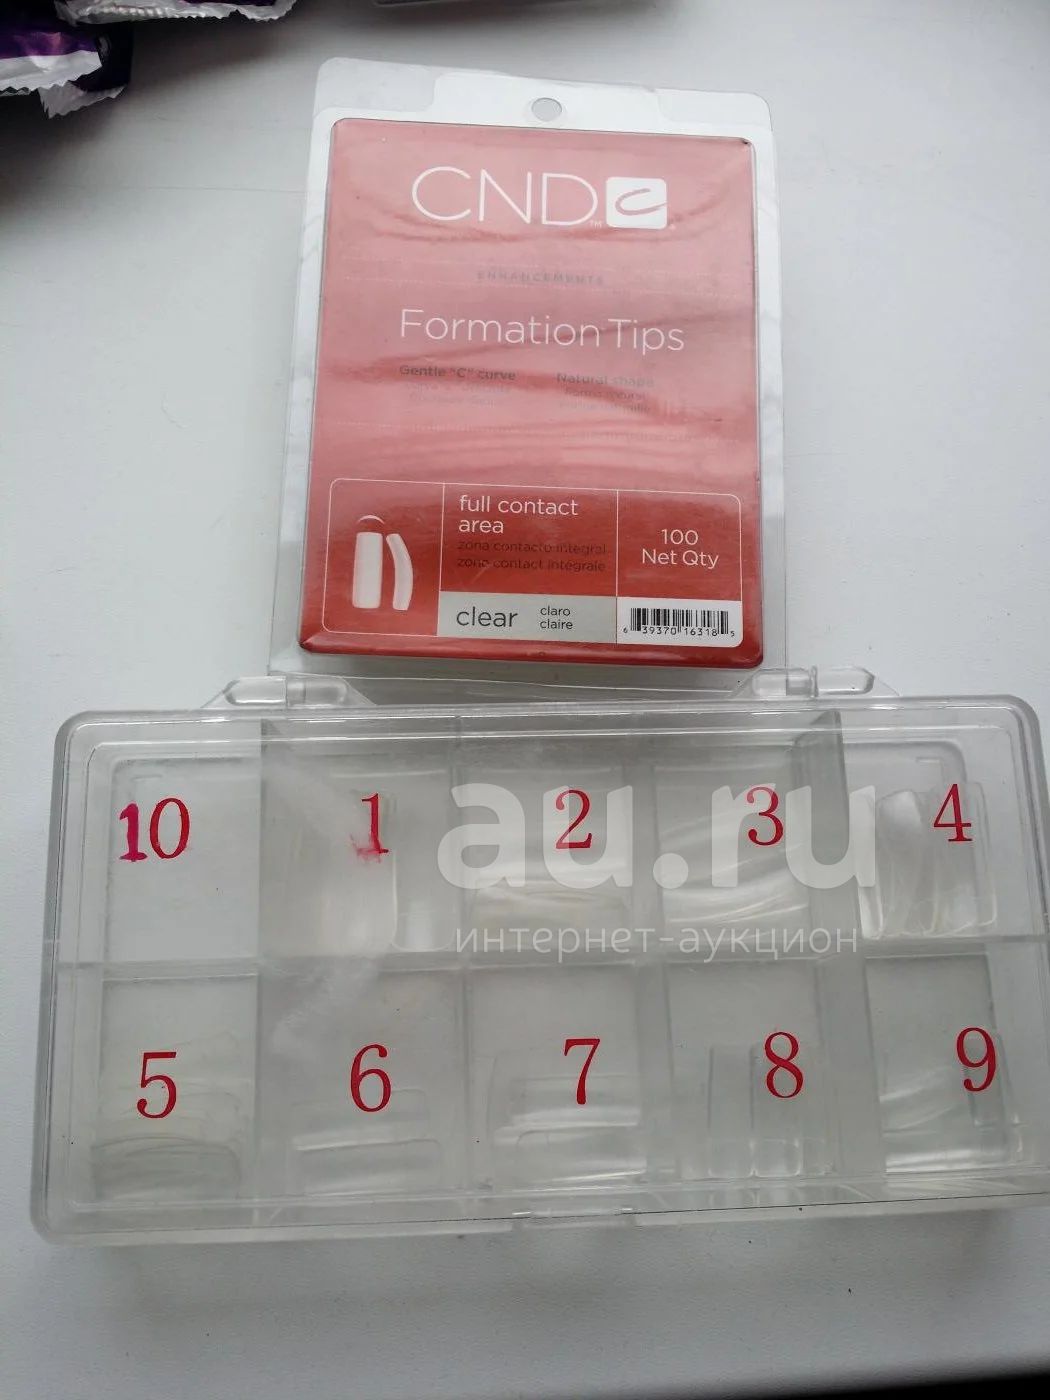 CND
™
ENHANCEMENTS
Formation Tips
Gentle "C" curve
Natural shape
full contact
area
zona contacto integral
zone contact intégrale
100
Net Qty
clear
claro
claire
6 39370 16318 5
10 1 2 3 4
au.ru
интернет-аукцион
5 6 7 8 9